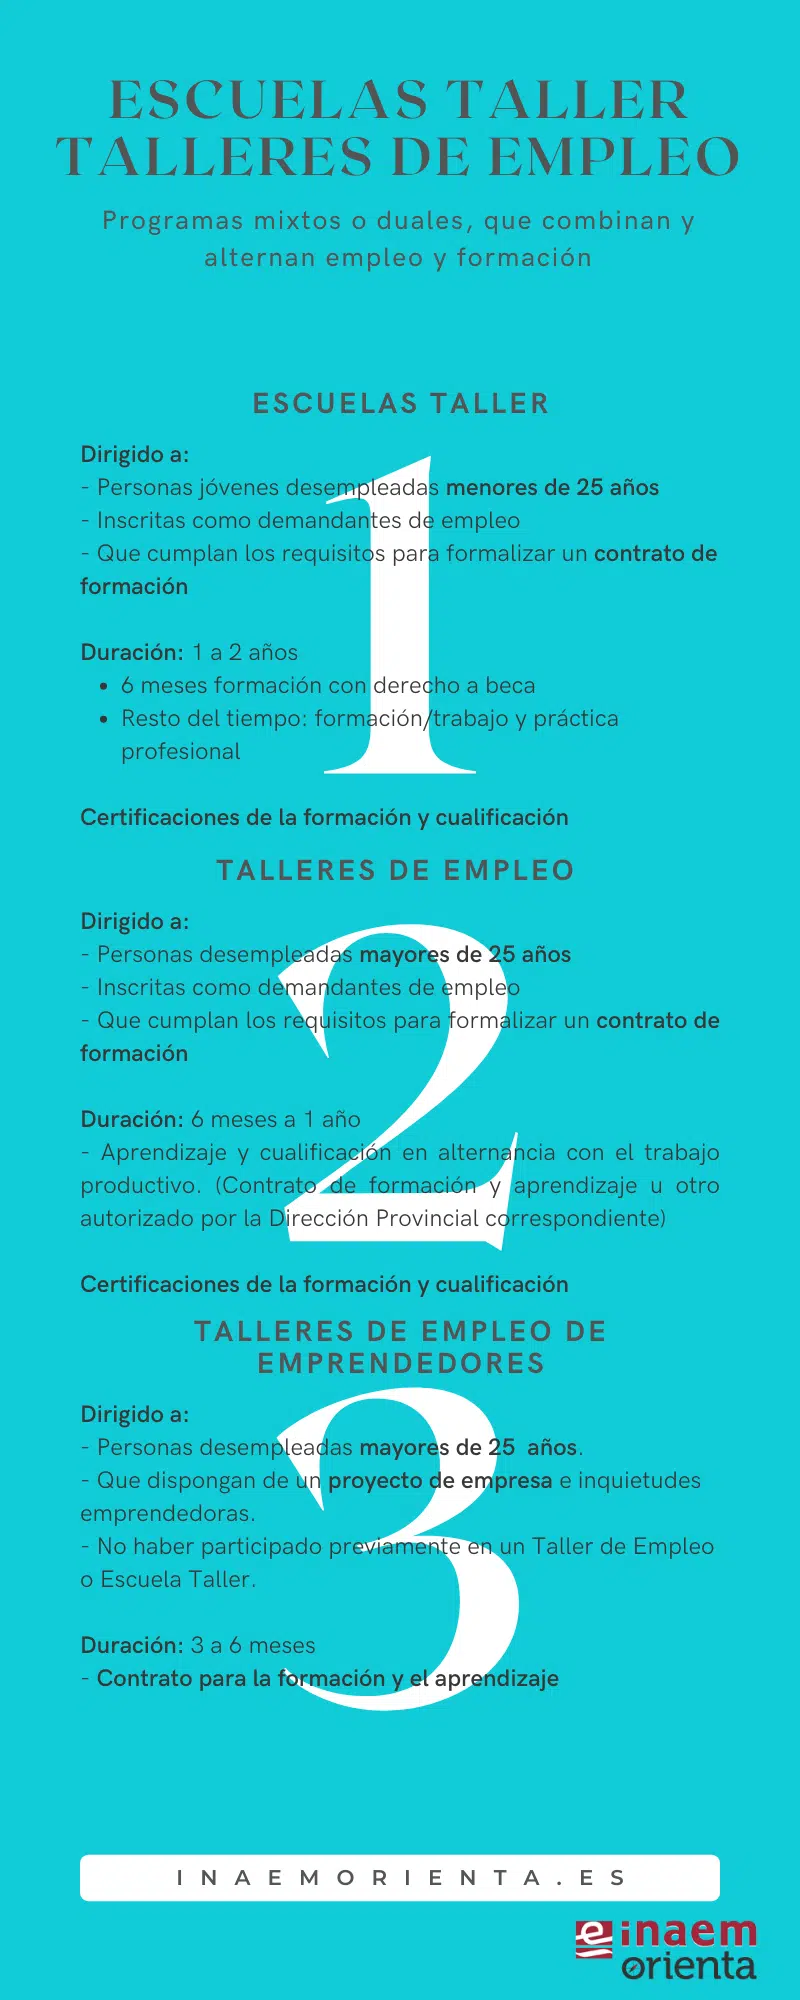 ESCUELAS TALLER
TALLERES DE EMPLEO
Programas mixtos o duales, que combinan y
alternan empleo y formación
ESCUELAS TALLER
1
Dirigido a:
- Personas jóvenes desempleadas menores de 25 años
- Inscritas como demandantes de empleo
- Que cumplan los requisitos para formalizar un contrato de
formación
Duración: 1 a 2 años
• 6 meses formación con derecho a beca
• Resto del tiempo: formación/trabajo y práctica
profesional
Certificaciones de la formación y cualificación
TALLERES DE EMPLEO
2
Dirigido a:
- Personas desempleadas mayores de 25 años
- Inscritas como demandantes de empleo
- Que cumplan los requisitos para formalizar un contrato de
formación
Duración: 6 meses a 1 año
- Aprendizaje y cualificación en alternancia con el trabajo
productivo. (Contrato de formación y aprendizaje u otro
autorizado por la Dirección Provincial correspondiente)
Certificaciones de la formación y cualificación
TALLERES DE EMPLEO DE
EMPRENDEDORES
3
Dirigido a:
- Personas desempleadas mayores de 25 años.
- Que dispongan de un proyecto de empresa e inquietudes
emprendedoras.
- No haber participado previamente en un Taller de Empleo
o Escuela Taller.
Duración: 3 a 6 meses
- Contrato para la formación y el aprendizaje
INAEMORIENTA.ES
e inaem
orienta